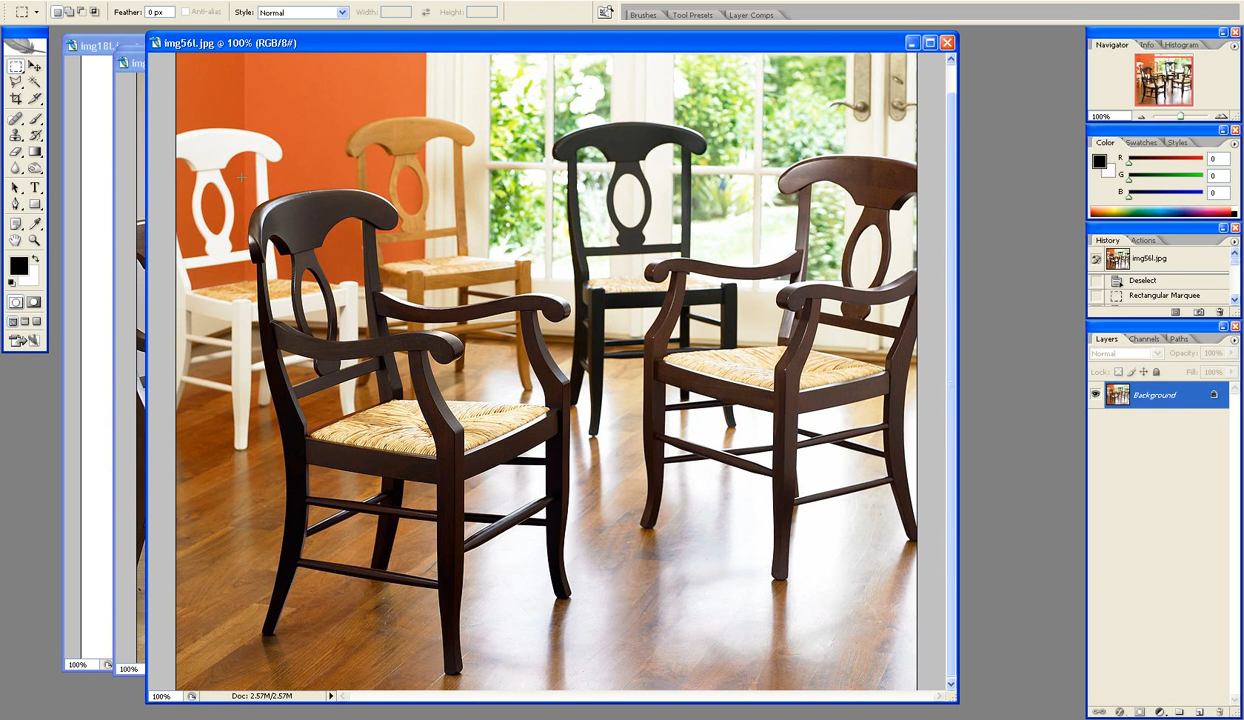 Feather: 0 px Anti-alias Style: Normal Width: Height:
Brushes Tool Presets Layer Comps
img18l.
img56l.jpg @ 100% (RGB/8#)
im
T
100%
100%
100% Doc: 2.57M/2.57M
Navigator Info Histogram
100%
Color Swatches Styles
R 0
G 0
B 0
History Actions
img56l.jpg
Deselect
Rectangular Marquee
Layers Channels Paths
Normal Opacity: 100%
Lock: Fill: 100%
Background